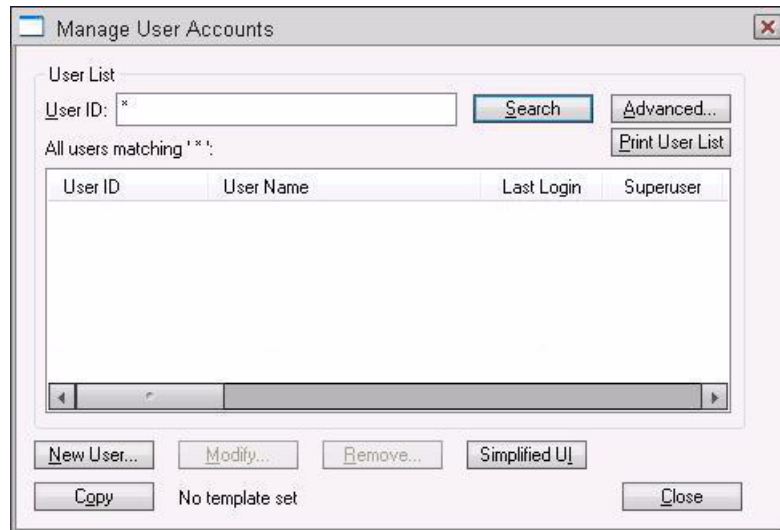 Manage User Accounts
User List
User ID: * Search Advanced...
All users matching ' * ': Print User List
User ID User Name Last Login Superuser
New User... Modify... Remove... Simplified UI
Copy No template set Close